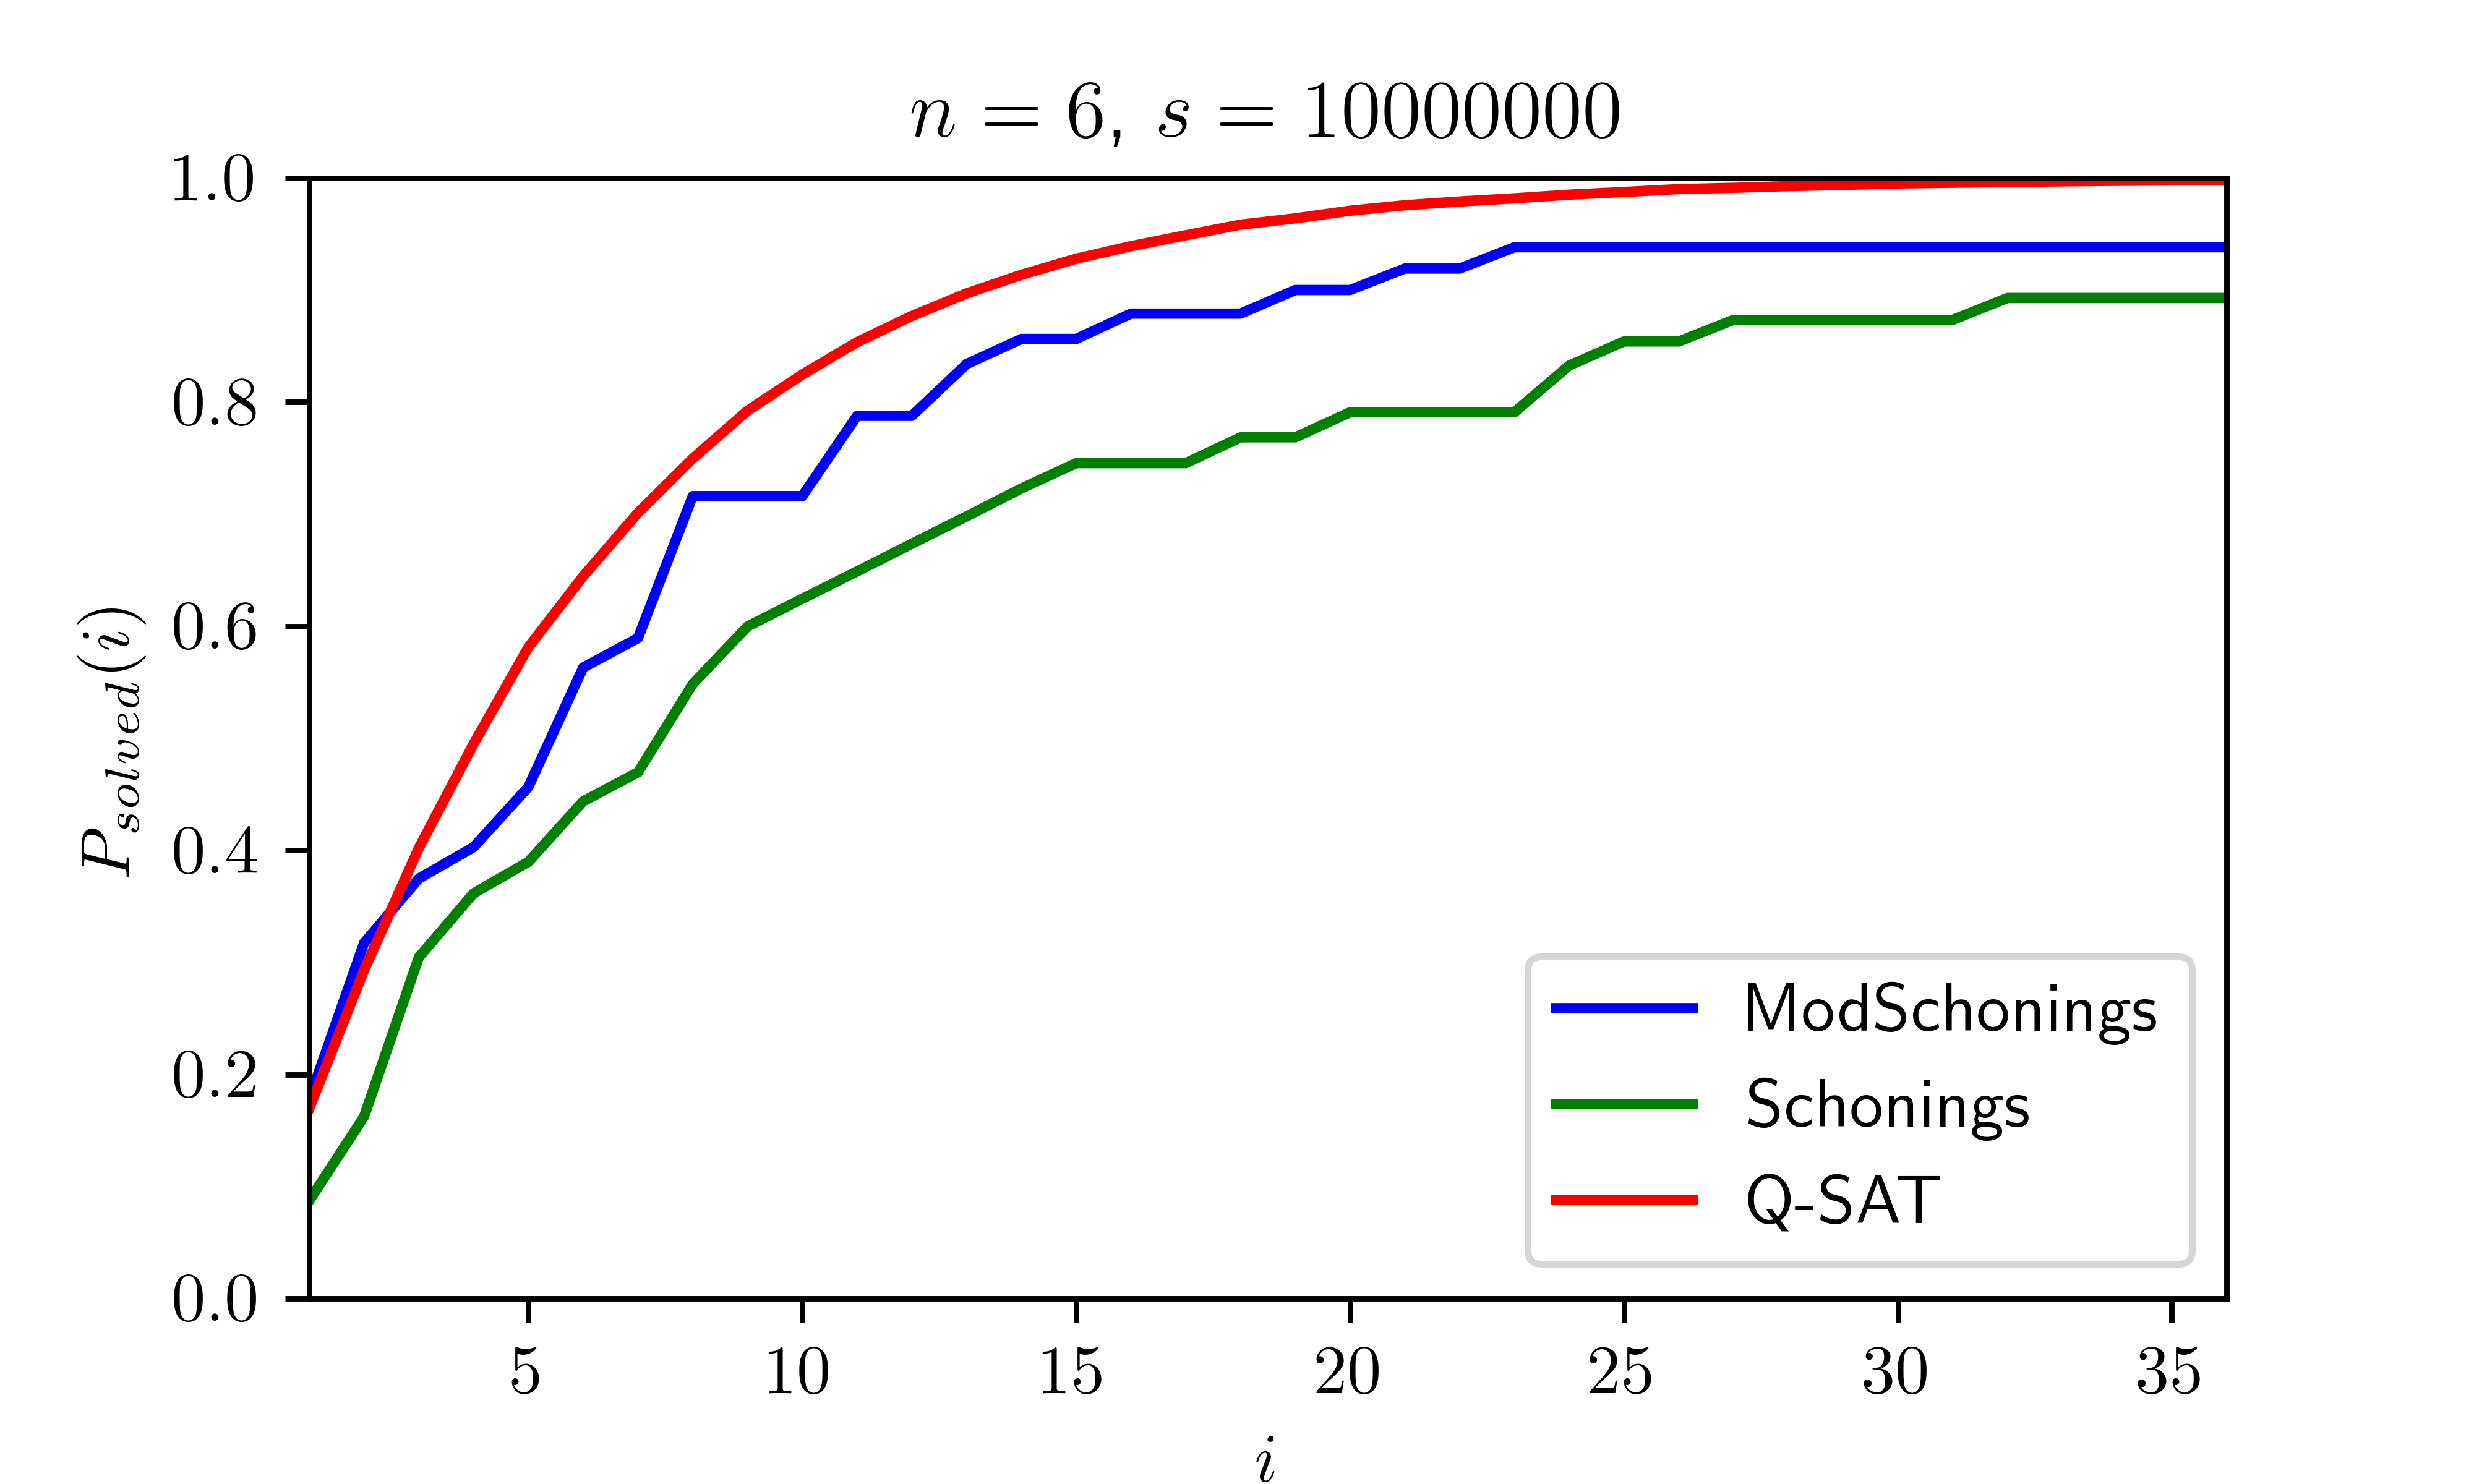 n = 6, s = 10000000
1.0
0.8
0.6
0.4
0.2
0.0
P_solved(i)
5 10 15 20 25 30 35
i
ModSchonings
Schonings
Q-SAT